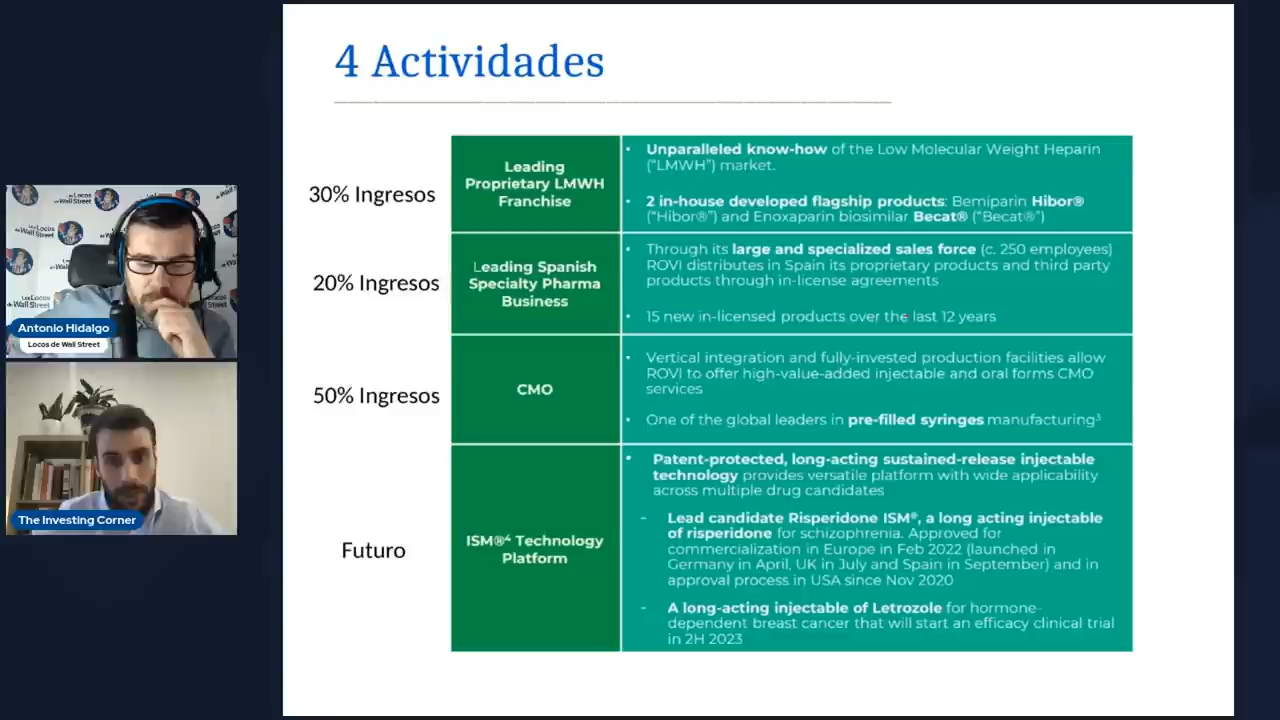 4 Actividades
30% Ingresos
Leading
Proprietary LMWH
Franchise
• Unparalleled know-how of the Low Molecular Weight Heparin
("LMWH") market.
• 2 in-house developed flagship products: Bemiparin Hibor®
("Hibor®") and Enoxaparin biosimilar Becat® ("Becat®")
20% Ingresos
Leading Spanish
Specialty Pharma
Business
• Through its large and specialized sales force (c. 250 employees)
ROVI distributes in Spain its proprietary products and third party
products through in-license agreements
• 15 new in-licensed products over the last 12 years
50% Ingresos
CMO
• Vertical integration and fully-invested production facilities allow
ROVI to offer high-value-added injectable and oral forms CMO
services
• One of the global leaders in pre-filled syringes manufacturing³
Futuro
ISM®⁴ Technology
Platform
• Patent-protected, long-acting sustained-release injectable
technology provides versatile platform with wide applicability
across multiple drug candidates
- Lead candidate Risperidone ISM®, a long acting injectable
of risperidone for schizophrenia. Approved for
commercialization in Europe in Feb 2022 (launched in
Germany in April, UK in July and Spain in September) and in
approval process in USA since Nov 2020
- A long-acting injectable of Letrozole for hormone-
dependent breast cancer that will start an efficacy clinical trial
in 2H 2023
Los Locos
de Wall Street
Antonio Hidalgo
Locos de Wall Street
The Investing Corner